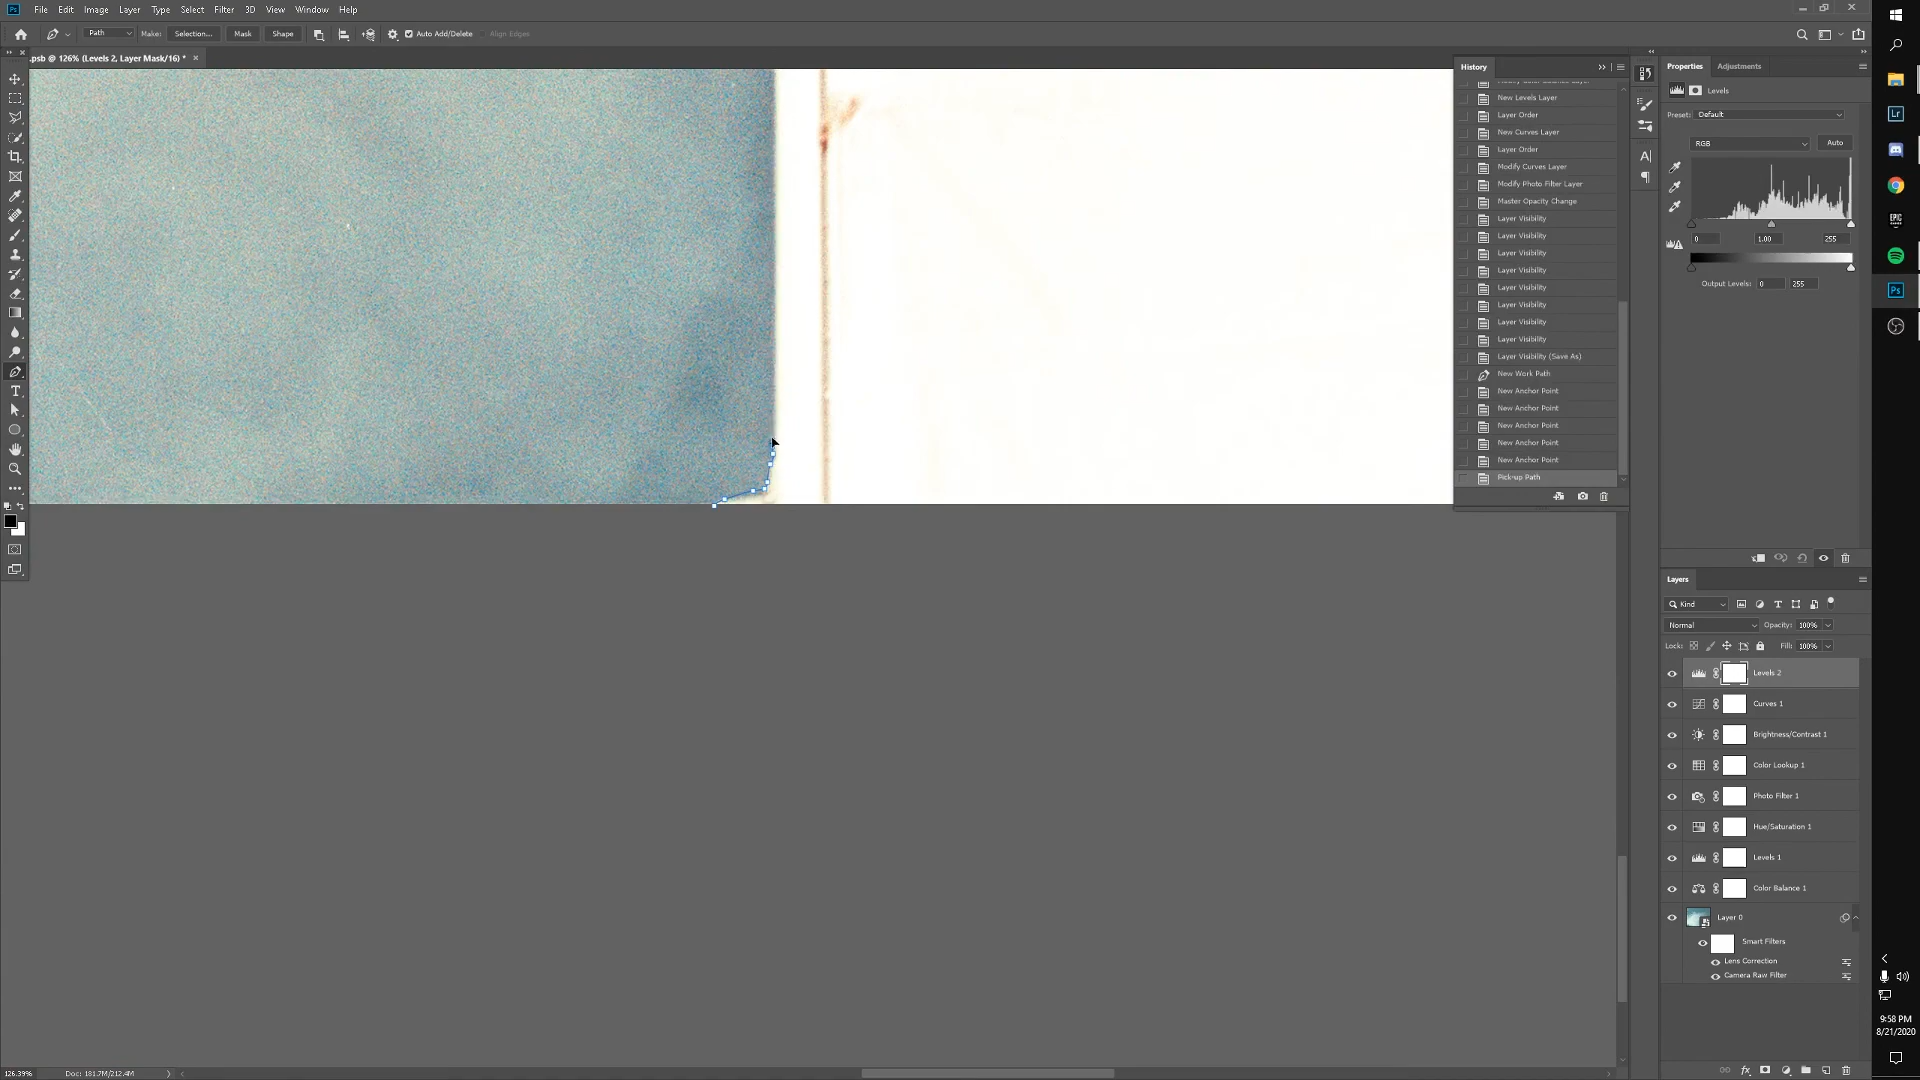 Ps File Edit Image Layer Type Select Filter 3D View Window Help
Path Make: Selection... Mask Shape Auto Add/Delete Align Edges
.psb @ 126% (Levels 2, Layer Mask/16) * ×
History
New Levels Layer
Layer Order
New Curves Layer
Layer Order
Modify Curves Layer
Modify Photo Filter Layer
Master Opacity Change
Layer Visibility
Layer Visibility
Layer Visibility
Layer Visibility
Layer Visibility
Layer Visibility
Layer Visibility
Layer Visibility
Layer Visibility (Save As)
New Work Path
New Anchor Point
New Anchor Point
New Anchor Point
New Anchor Point
New Anchor Point
Pick-up Path
Properties Adjustments
Levels
Preset: Default
RGB Auto
0 1.00 255
Output Levels: 0 255
Layers
Kind
Normal Opacity: 100%
Lock: Fill: 100%
Levels 2
Curves 1
Brightness/Contrast 1
Color Lookup 1
Photo Filter 1
Hue/Saturation 1
Levels 1
Color Balance 1
Layer 0
Smart Filters
Lens Correction
Camera Raw Filter
fx
126.39% Doc: 181.7M/212.4M
Lr
EPIC GAMES
Ps
9:58 PM
8/21/2020